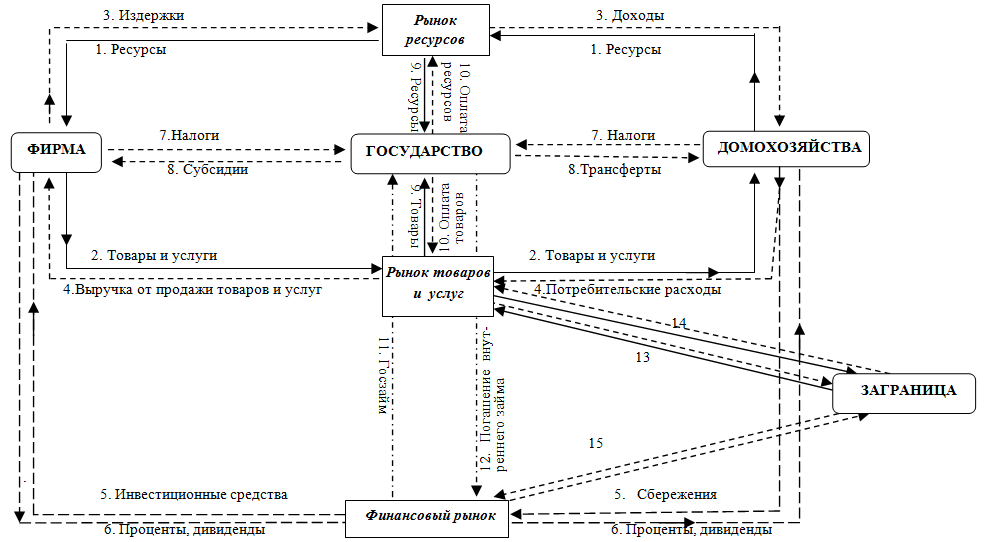 3. Издержки
Рынок
ресурсов
3. Доходы
1. Ресурсы
1. Ресурсы
9. Ресурсы
10. Оплата
ресурсов
ФИРМА
7.Налоги
8. Субсидии
ГОСУДАРСТВО
7. Налоги
8.Трансферты
ДОМОХОЗЯЙСТВА
9. Товары
10. Оплата
товаров
2. Товары и услуги
2. Товары и услуги
4.Выручка от продажи товаров и услуг
Рынок товаров
и услуг
4.Потребительские расходы
14
13
11. Госзайм
12. Погашение внут-
реннего займа
ЗАГРАНИЦА
15
5. Инвестиционные средства
5. Сбережения
6. Проценты, дивиденды
Финансовый рынок
6. Проценты, дивиденды